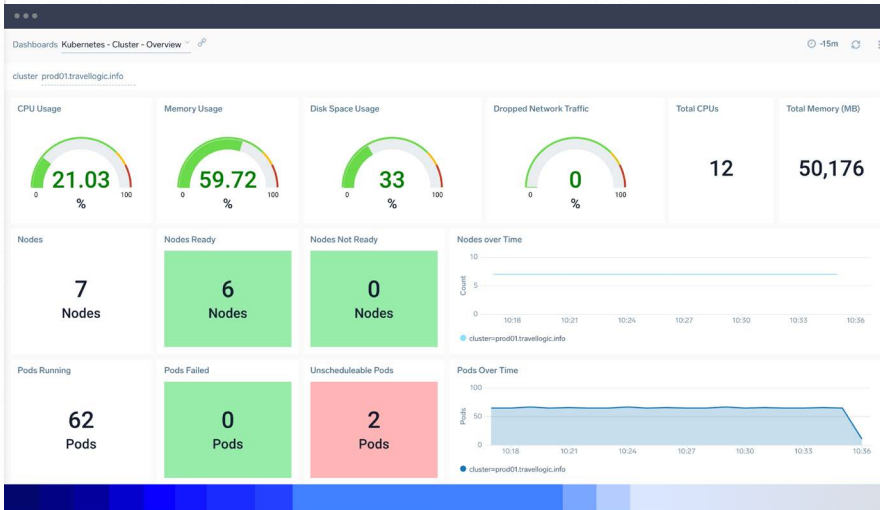 Dashboards Kubernetes - Cluster - Overview
-15m
cluster prod01.travellogic.info
CPU Usage
21.03
0
100
%
Memory Usage
59.72
0
100
%
Disk Space Usage
33
0
100
%
Dropped Network Traffic
0
0
100
%
Total CPUs
12
Total Memory (MB)
50,176
Nodes
7
Nodes
Nodes Ready
6
Nodes
Nodes Not Ready
0
Nodes
Nodes over Time
Count
10
5
0
10:18 10:21 10:24 10:27 10:30 10:33 10:36
cluster=prod01.travellogic.info
Pods Running
62
Pods
Pods Failed
0
Pods
Unscheduleable Pods
2
Pods
Pods Over Time
Pods
100
50
0
10:18 10:21 10:24 10:27 10:30 10:33 10:36
cluster=prod01.travellogic.info